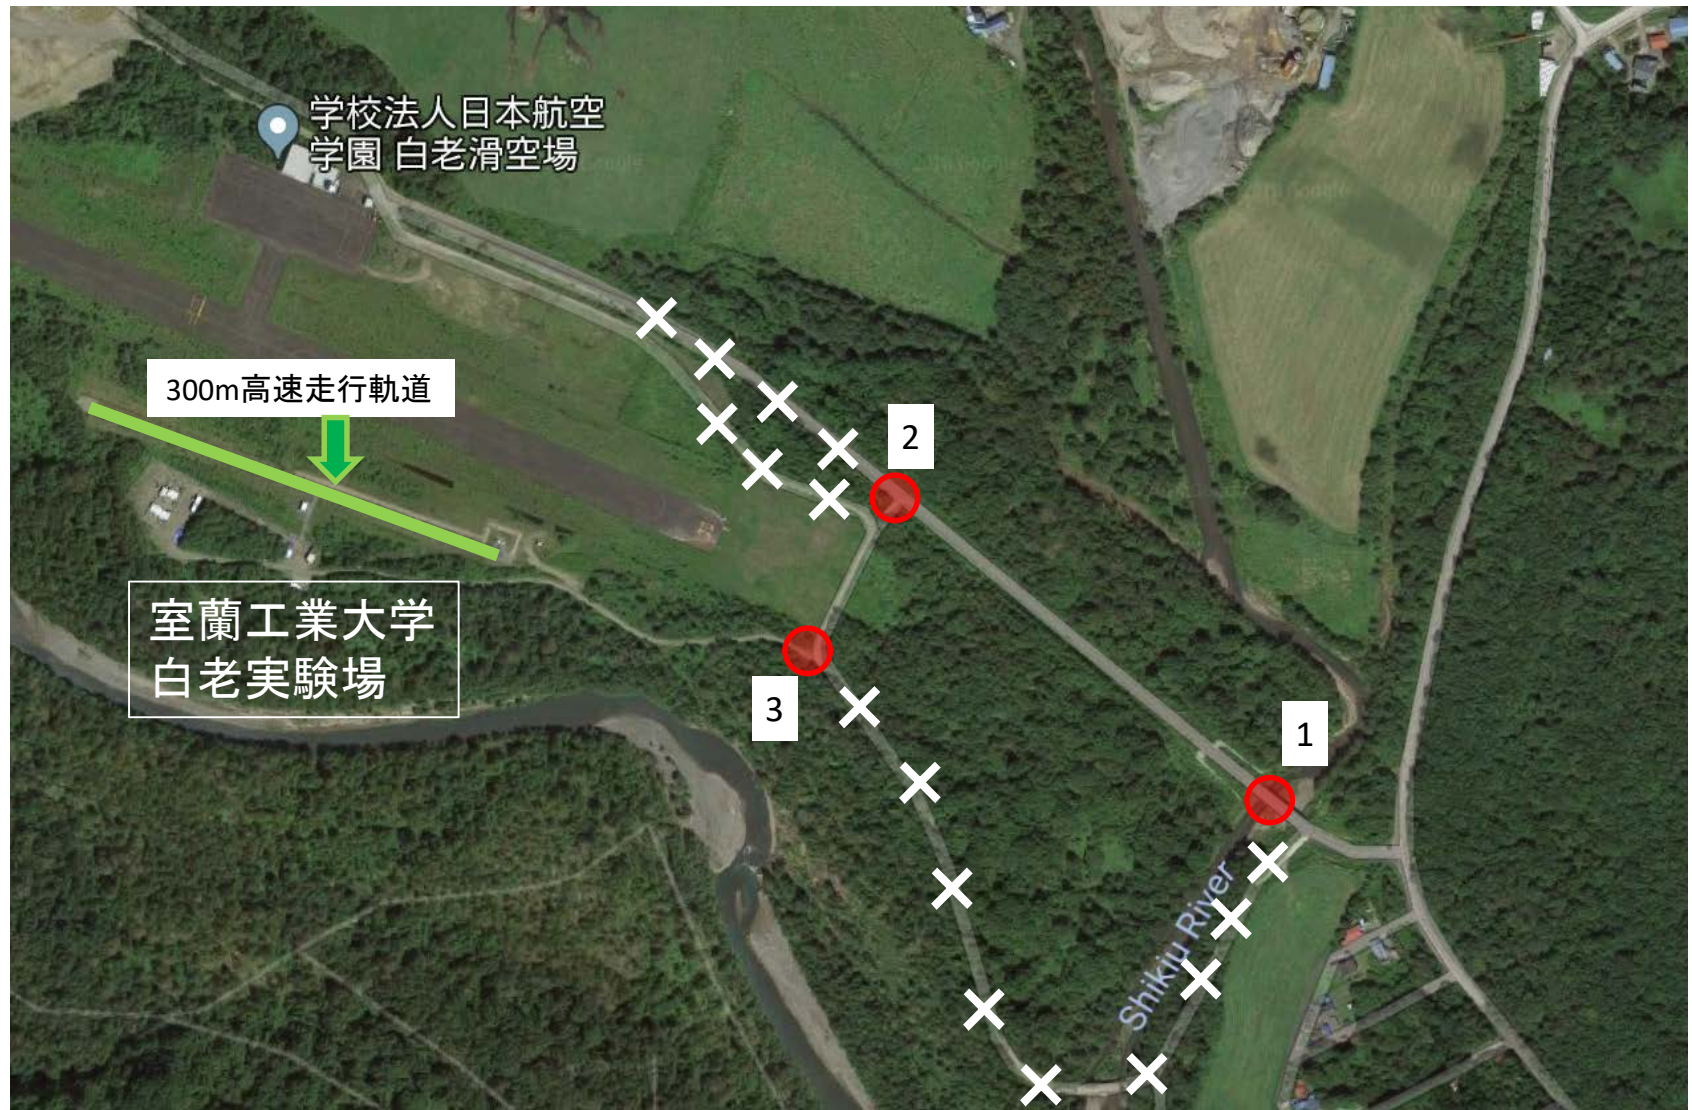 学校法人日本航空
学園 白老滑空場
300m高速走行軌道
2
室蘭工業大学
白老実験場
3
1
Shikiu River